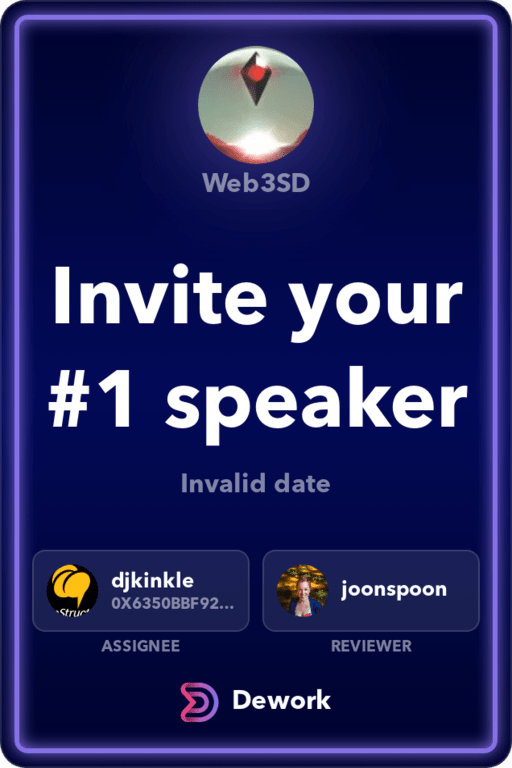 Web3SD
Invite your
#1 speaker
Invalid date
djkinkle
0X6350BBF92...
joonspoon
ASSIGNEE
REVIEWER
Dework